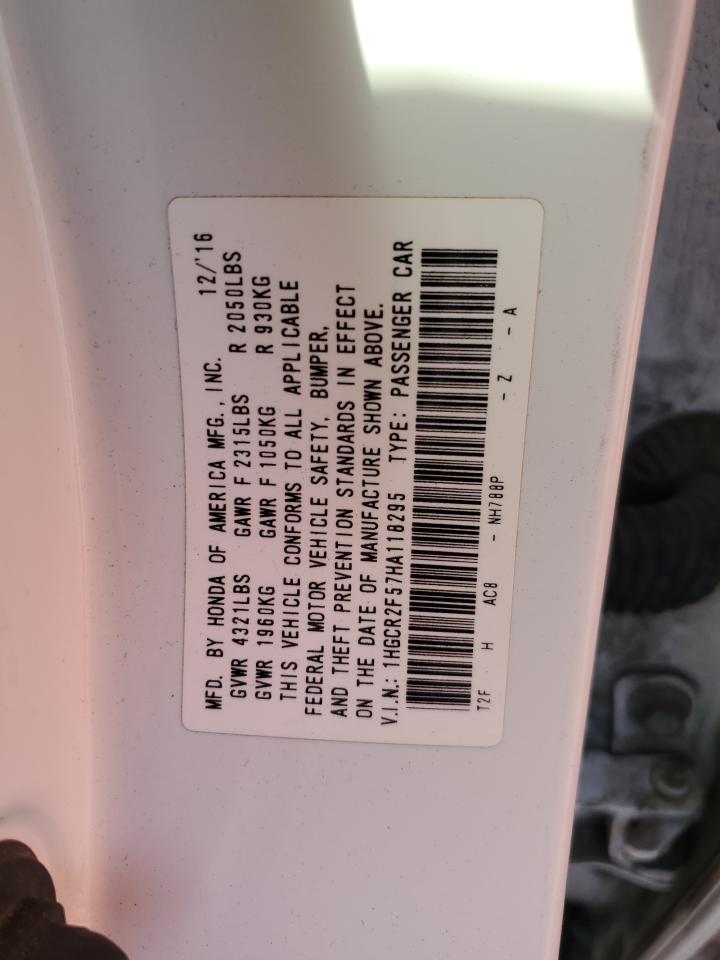 MFD. BY HONDA OF AMERICA MFG., INC. 12/'16
GVWR 4321LBS GAWR F 2315LBS R 2050LBS
GVWR 1960KG GAWR F 1050KG R 930KG
THIS VEHICLE CONFORMS TO ALL APPLICABLE
FEDERAL MOTOR VEHICLE SAFETY, BUMPER,
AND THEFT PREVENTION STANDARDS IN EFFECT
ON THE DATE OF MANUFACTURE SHOWN ABOVE.
V.I.N.: 1HGCR2F57HA118295 TYPE: PASSENGER CAR
T2F H AC8 - NH788P - Z - A